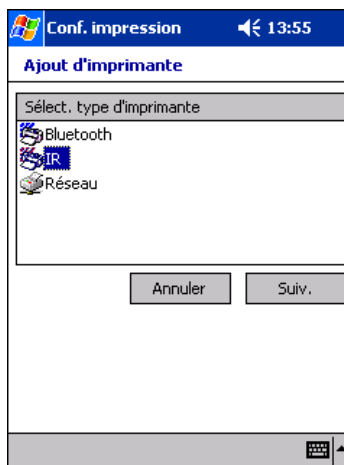 Conf. impression 13:55
Ajout d'imprimante
Sélect. type d'imprimante
Bluetooth
IR
Réseau
Annuler Suiv.